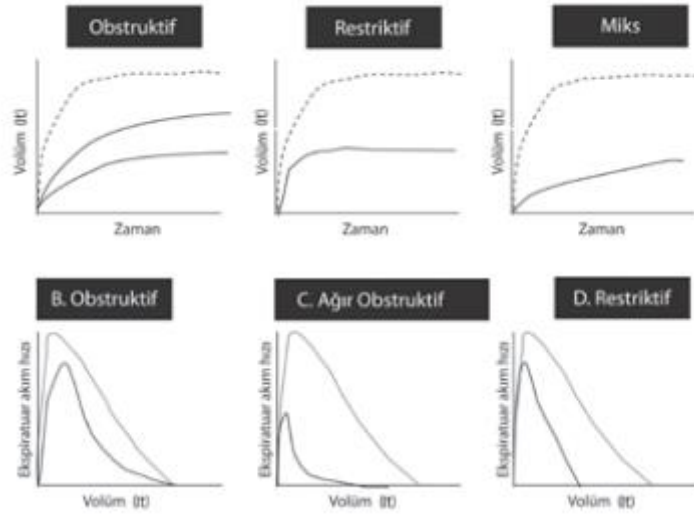 Obstruktif
Restriktif
Miks
Volüm (lt)
Zaman
Volüm (lt)
Zaman
Volüm (lt)
Zaman
B. Obstruktif
C. Ağır Obstruktif
D. Restriktif
Ekspiratuar akım hızı
Volüm (lt)
Ekspiratuar akım hızı
Volüm (lt)
Ekspiratuar akım hızı
Volüm (lt)